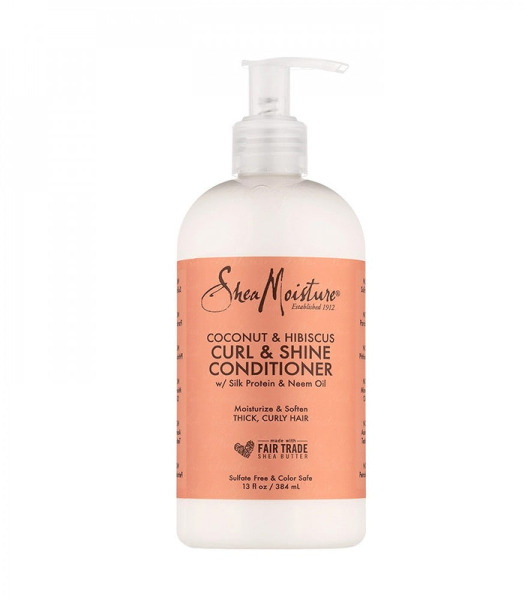 SheaMoisture®
Established 1912
COCONUT & HIBISCUS
CURL & SHINE
CONDITIONER
w/ Silk Protein & Neem Oil
Moisturize & Soften
THICK, CURLY HAIR
made with
FAIR TRADE
SHEA BUTTER
Sulfate Free & Color Safe
13 fl oz / 384 mL